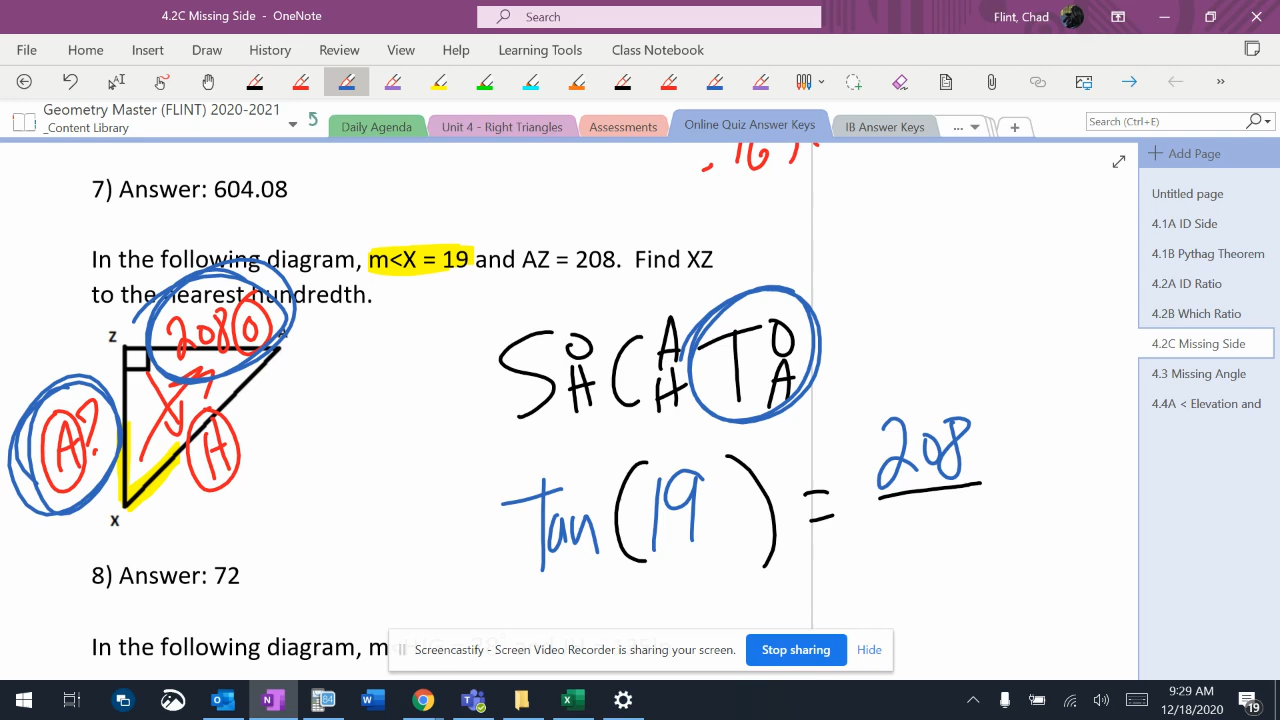 4.2C Missing Side - OneNote
Search
Flint, Chad
File Home Insert Draw History Review View Help Learning Tools Class Notebook
Geometry Master (FLINT) 2020-2021
_Content Library
Daily Agenda
Unit 4 - Right Triangles
Assessments
Online Quiz Answer Keys
IB Answer Keys
...
Search (Ctrl+E)
Add Page
Untitled page
4.1A ID Side
4.1B Pythag Theorem
4.2A ID Ratio
4.2B Which Ratio
4.2C Missing Side
4.3 Missing Angle
4.4A < Elevation and
7) Answer: 604.08
In the following diagram, m<X = 19 and AZ = 208. Find XZ
to the nearest hundredth.
Z
208 O
A?
H
X
S O H C A H T O A
tan (19) = 208
8) Answer: 72
In the following diagram, m<
Screencastify - Screen Video Recorder is sharing your screen.
Stop sharing
Hide
9:29 AM
12/18/2020
19